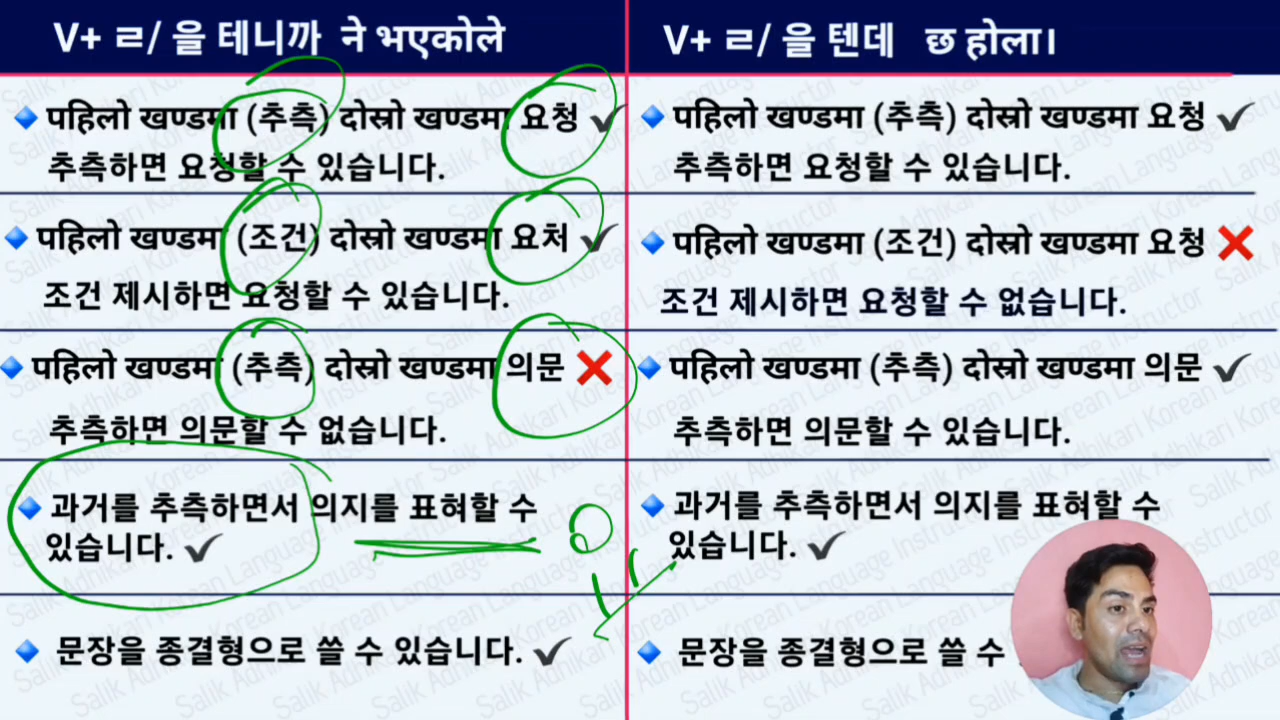 V+ ㄹ/ 을 테니까 ने भएकोले
पहिलो खण्डमा (추측) दोस्रो खण्डमा 요청 ✔
추측하면 요청할 수 있습니다.
पहिलो खण्डमा (조건) दोस्रो खण्डमा 요처 ✔
조건 제시하면 요청할 수 있습니다.
पहिलो खण्डमा (추측) दोस्रो खण्डमा 의문 ❌
추측하면 의문할 수 없습니다.
과거를 추측하면서 의지를 표혀할 수
있습니다. ✔
문장을 종결형으로 쓸 수 있습니다. ✔
V+ ㄹ/ 을 텐데 छ होला।
पहिलो खण्डमा (추측) दोस्रो खण्डमा 요청 ✔
추측하면 요청할 수 있습니다.
पहिलो खण्डमा (조건) दोस्रो खण्डमा 요청 ❌
조건 제시하면 요청할 수 없습니다.
पहिलो खण्डमा (추측) दोस्रो खण्डमा 의문 ✔
추측하면 의문할 수 있습니다.
과거를 추측하면서 의지를 표혀할 수
있습니다. ✔
문장을 종결형으로 쓸 수
Salik Adhikari Korean Language Instructor